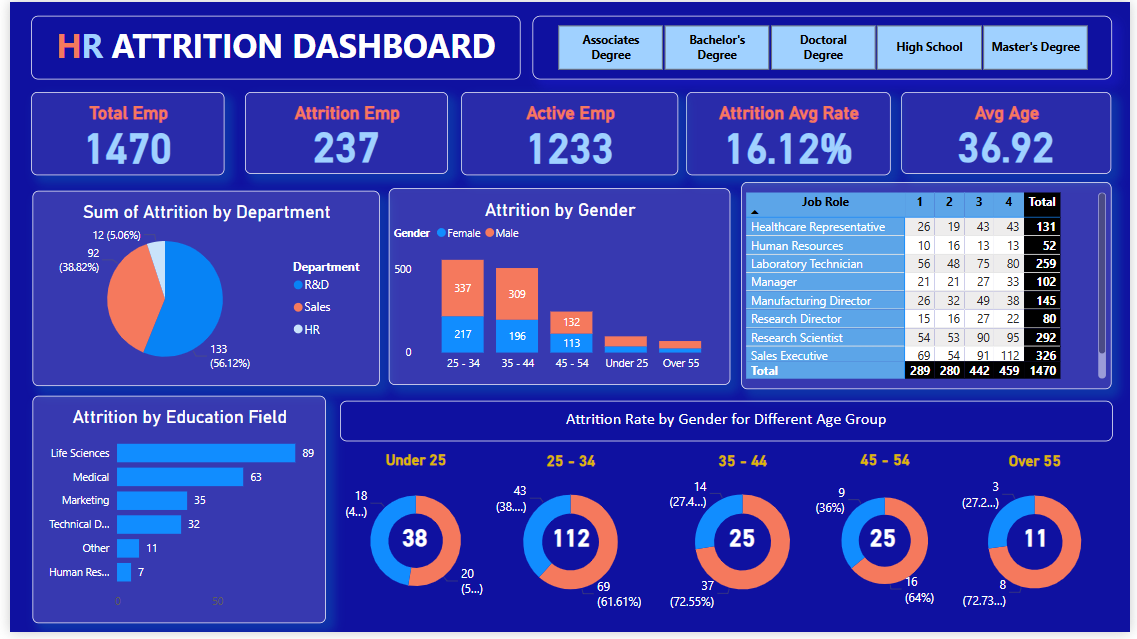 HR ATTRITION DASHBOARD
Associates Degree
Bachelor's Degree
Doctoral Degree
High School
Master's Degree
Total Emp
1470
Attrition Emp
237
Active Emp
1233
Attrition Avg Rate
16.12%
Avg Age
36.92
Sum of Attrition by Department
12 (5.06%)
92
(38.82%)
133
(56.12%)
Department
R&D
Sales
HR
Attrition by Gender
Gender Female Male
500
0
337
217
309
196
132
113
25 - 34
35 - 44
45 - 54
Under 25
Over 55
Job Role 1 2 3 4 Total
Healthcare Representative 26 19 43 43 131
Human Resources 10 16 13 13 52
Laboratory Technician 56 48 75 80 259
Manager 21 21 27 33 102
Manufacturing Director 26 32 49 38 145
Research Director 15 16 27 22 80
Research Scientist 54 53 90 95 292
Sales Executive 69 54 91 112 326
Total 289 280 442 459 1470
Attrition by Education Field
Life Sciences 89
Medical 63
Marketing 35
Technical D... 32
Other 11
Human Res... 7
0 50
Attrition Rate by Gender for Different Age Group
Under 25
18
(4...)
38
20
(5...)
25 - 34
43
(38....)
112
69
(61.61%)
35 - 44
14
(27.4...)
25
37
(72.55%)
45 - 54
9
(36%)
25
16
(64%)
Over 55
3
(27.2...)
11
8
(72.73...)